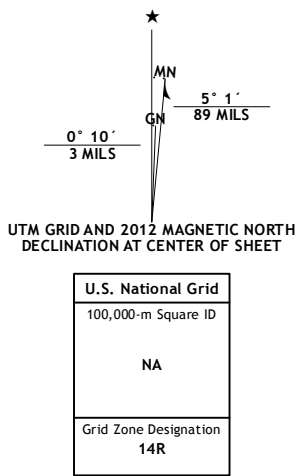 ★
MN
5° 1´
89 MILS
GN
0° 10´
3 MILS
UTM GRID AND 2012 MAGNETIC NORTH
DECLINATION AT CENTER OF SHEET
U.S. National Grid
100,000-m Square ID
NA
Grid Zone Designation
14R